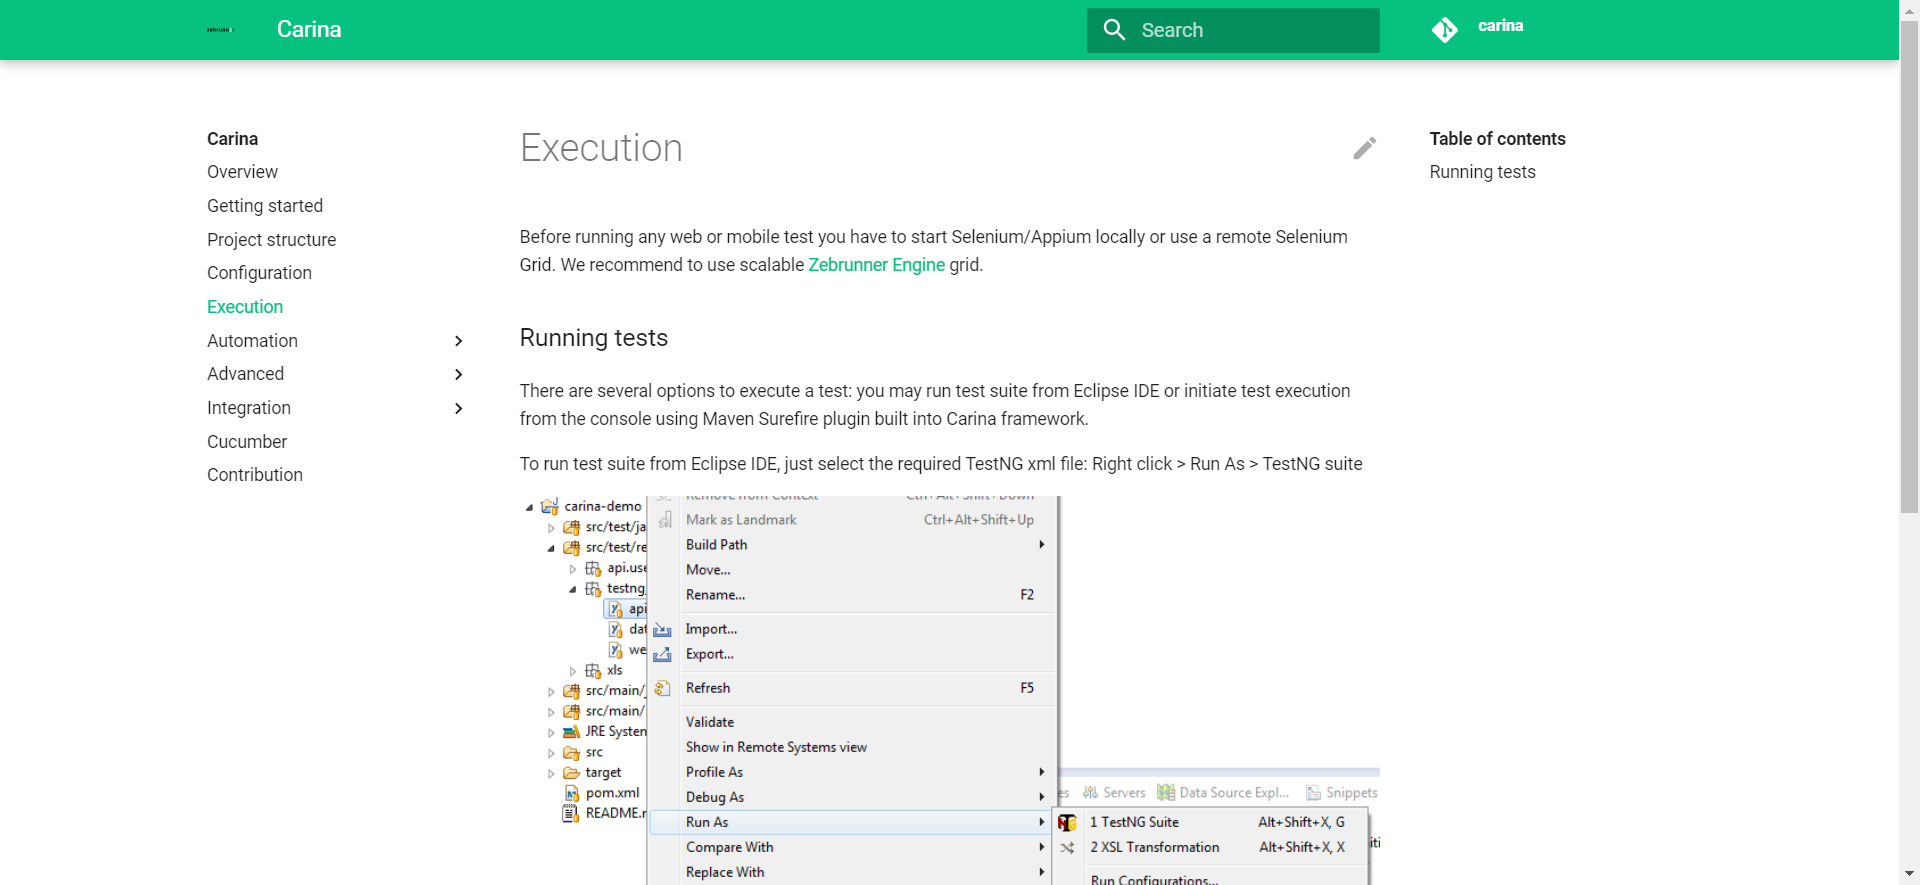 zebrunner
Carina
Search
carina
Carina
Overview
Getting started
Project structure
Configuration
Execution
Automation
Advanced
Integration
Cucumber
Contribution
Execution
Before running any web or mobile test you have to start Selenium/Appium locally or use a remote Selenium
Grid. We recommend to use scalable Zebrunner Engine grid.
Running tests
There are several options to execute a test: you may run test suite from Eclipse IDE or initiate test execution
from the console using Maven Surefire plugin built into Carina framework.
To run test suite from Eclipse IDE, just select the required TestNG xml file: Right click > Run As > TestNG suite
carina-demo
src/test/ja
src/test/re
api.use
testng_
api
dat
we
xls
src/main/j
src/main/
JRE System
src
target
pom.xml
README.r
Remove from Context Ctrl+Alt+Shift+Down
Mark as Landmark Ctrl+Alt+Shift+Up
Build Path
Move...
Rename... F2
Import...
Export...
Refresh F5
Validate
Show in Remote Systems view
Profile As
Debug As
Run As
Compare With
Replace With
es Servers Data Source Expl... Snippets
1 TestNG Suite Alt+Shift+X, G
2 XSL Transformation Alt+Shift+X, X
Run Configurations...
Table of contents
Running tests